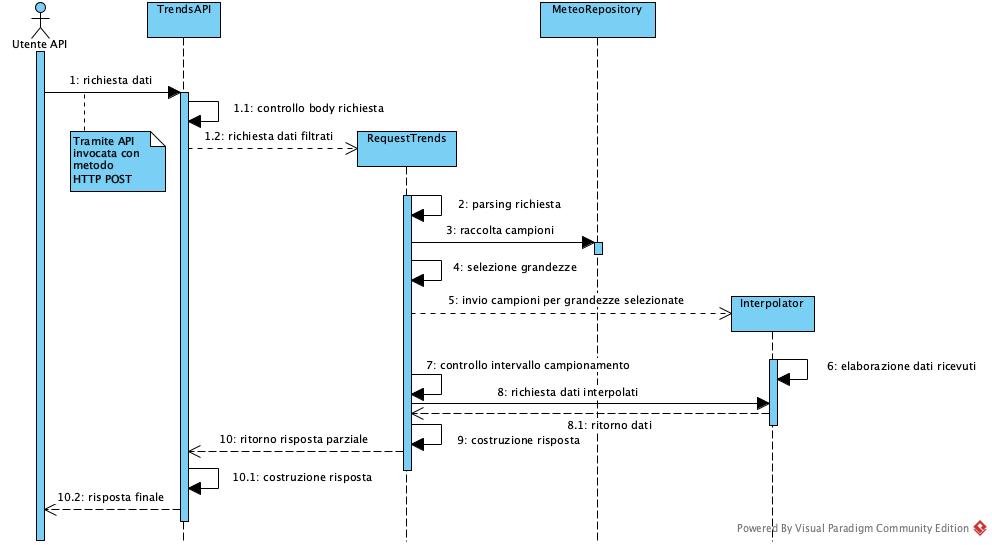 TrendsAPI
MeteoRepository
Utente API
1: richiesta dati
1.1: controllo body richiesta
1.2: richiesta dati filtrati
RequestTrends
Tramite API
invocata con
metodo
HTTP POST
2: parsing richiesta
3: raccolta campioni
4: selezione grandezze
5: invio campioni per grandezze selezionate
Interpolator
7: controllo intervallo campionamento
6: elaborazione dati ricevuti
8: richiesta dati interpolati
8.1: ritorno dati
10: ritorno risposta parziale
9: costruzione risposta
10.1: costruzione risposta
10.2: risposta finale
Powered By Visual Paradigm Community Edition